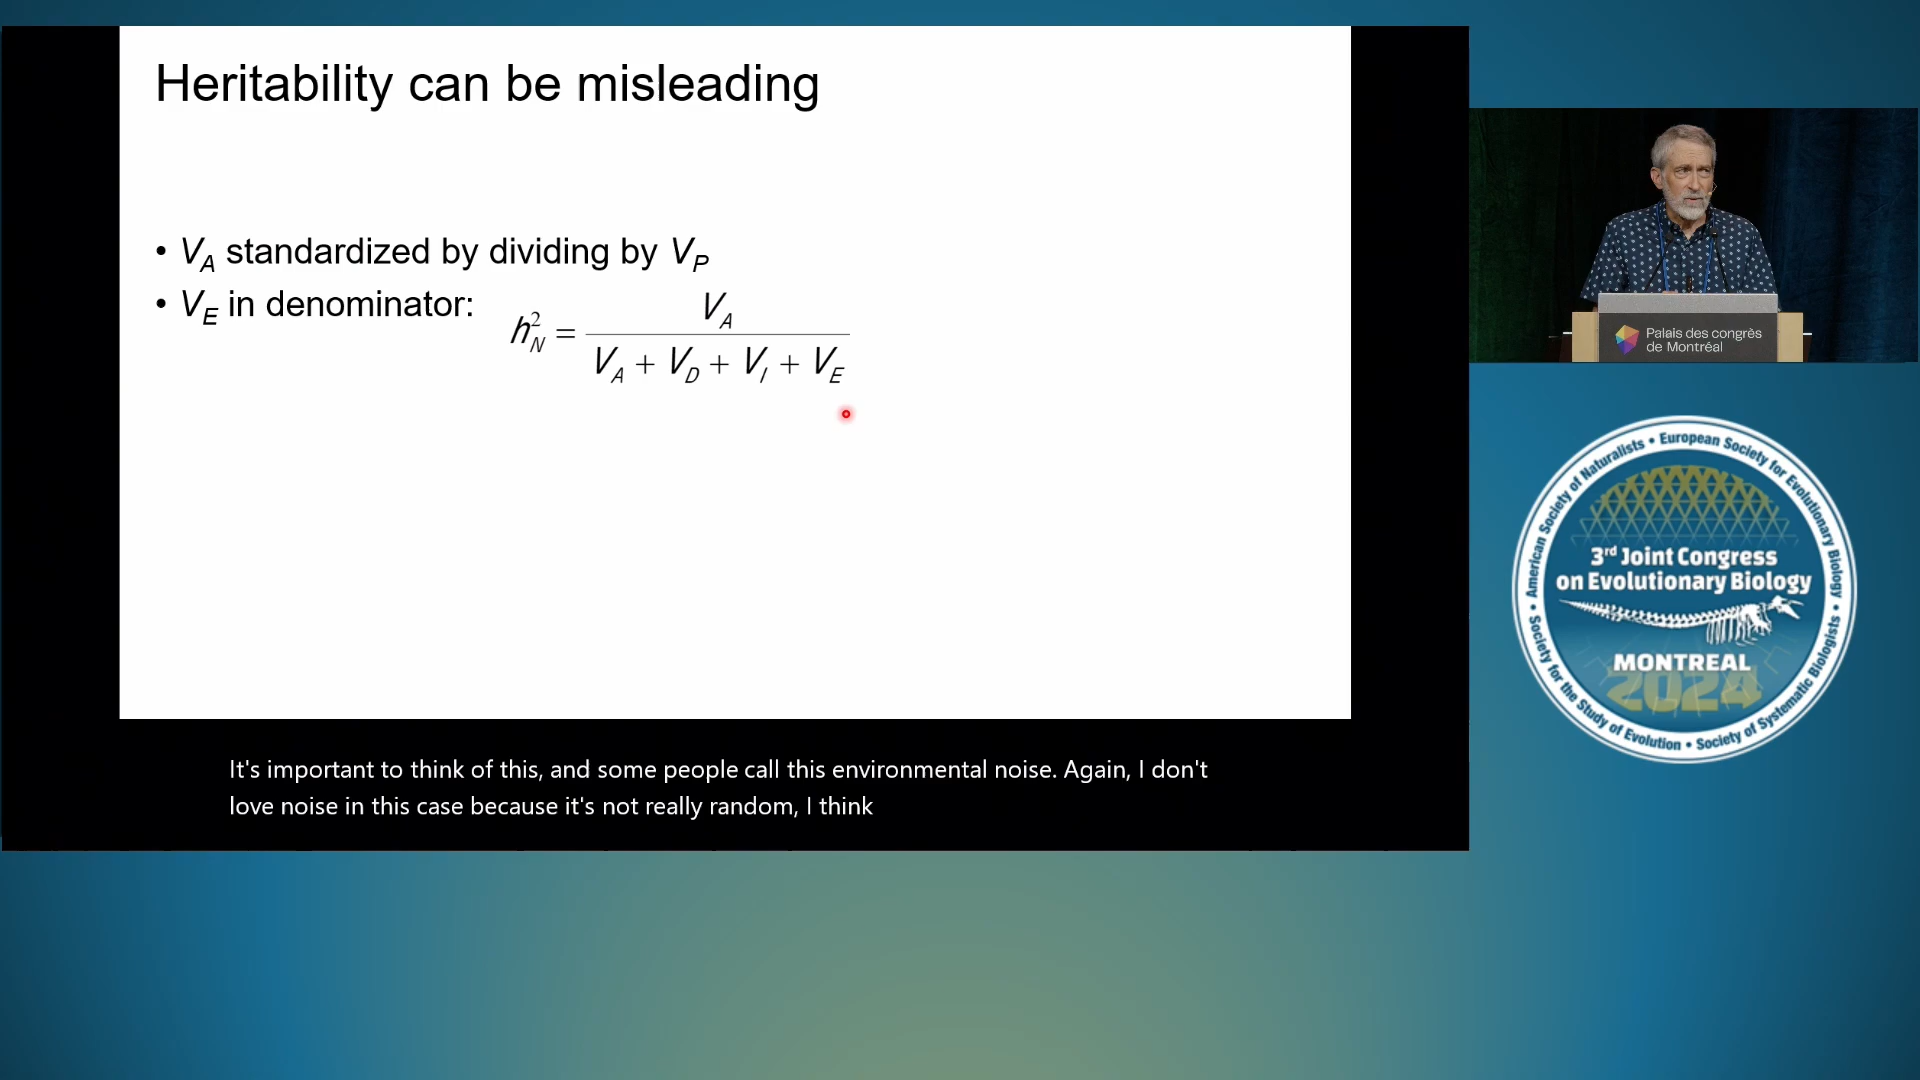 Heritability can be misleading
• V_A standardized by dividing by V_P
• V_E in denominator:
h²_N = V_A / (V_A + V_D + V_I + V_E)
Palais des congrès
de Montréal
American Society of Naturalists • European Society for Evolutionary Biology • Society of Systematic Biologists • Society for the Study of Evolution •
3rd Joint Congress
on Evolutionary Biology
MONTREAL
2024
It's important to think of this, and some people call this environmental noise. Again, I don't
love noise in this case because it's not really random, I think